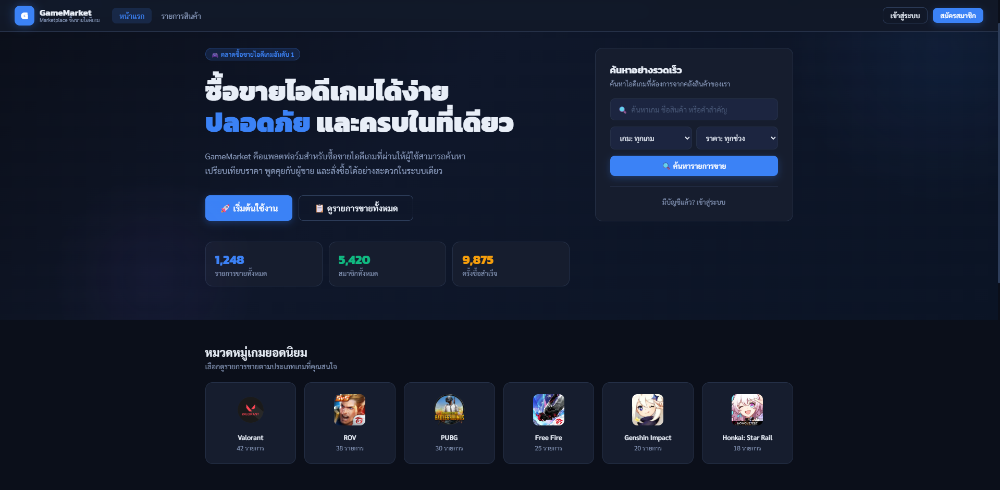 GameMarket
Marketplace ซื้อขายไอดีเกม
หน้าแรก
รายการสินค้า
เข้าสู่ระบบ
สมัครสมาชิก
🎮 ตลาดซื้อขายไอดีเกมอันดับ 1
ซื้อขายไอดีเกมได้ง่าย
ปลอดภัย และครบในที่เดียว
GameMarket คือแพลตฟอร์มสำหรับซื้อขายไอดีเกมที่ผ่านให้ผู้ใช้สามารถค้นหา
เปรียบเทียบราคา พูดคุยกับผู้ขาย และสั่งซื้อได้อย่างสะดวกในระบบเดียว
🚀 เริ่มต้นใช้งาน
📋 ดูรายการขายทั้งหมด
1,248
รายการขายทั้งหมด
5,420
สมาชิกทั้งหมด
9,875
ครั้งซื้อสำเร็จ
ค้นหาอย่างรวดเร็ว
ค้นหาไอดีเกมที่ต้องการจากคลังสินค้าของเรา
🔍 ค้นหาเกม ชื่อสินค้า หรือคำสำคัญ
เกม: ทุกเกม
ราคา: ทุกช่วง
🔍 ค้นหารายการขาย
มีบัญชีแล้ว? เข้าสู่ระบบ
หมวดหมู่เกมยอดนิยม
เลือกดูรายการขายตามประเภทเกมที่คุณสนใจ
VALORANT
Valorant
42 รายการ
5V5
ROV
38 รายการ
BATTLEGROUNDS
PUBG
30 รายการ
Free Fire
25 รายการ
Genshin Impact
20 รายการ
HOYOVERSE
Honkai: Star Rail
18 รายการ